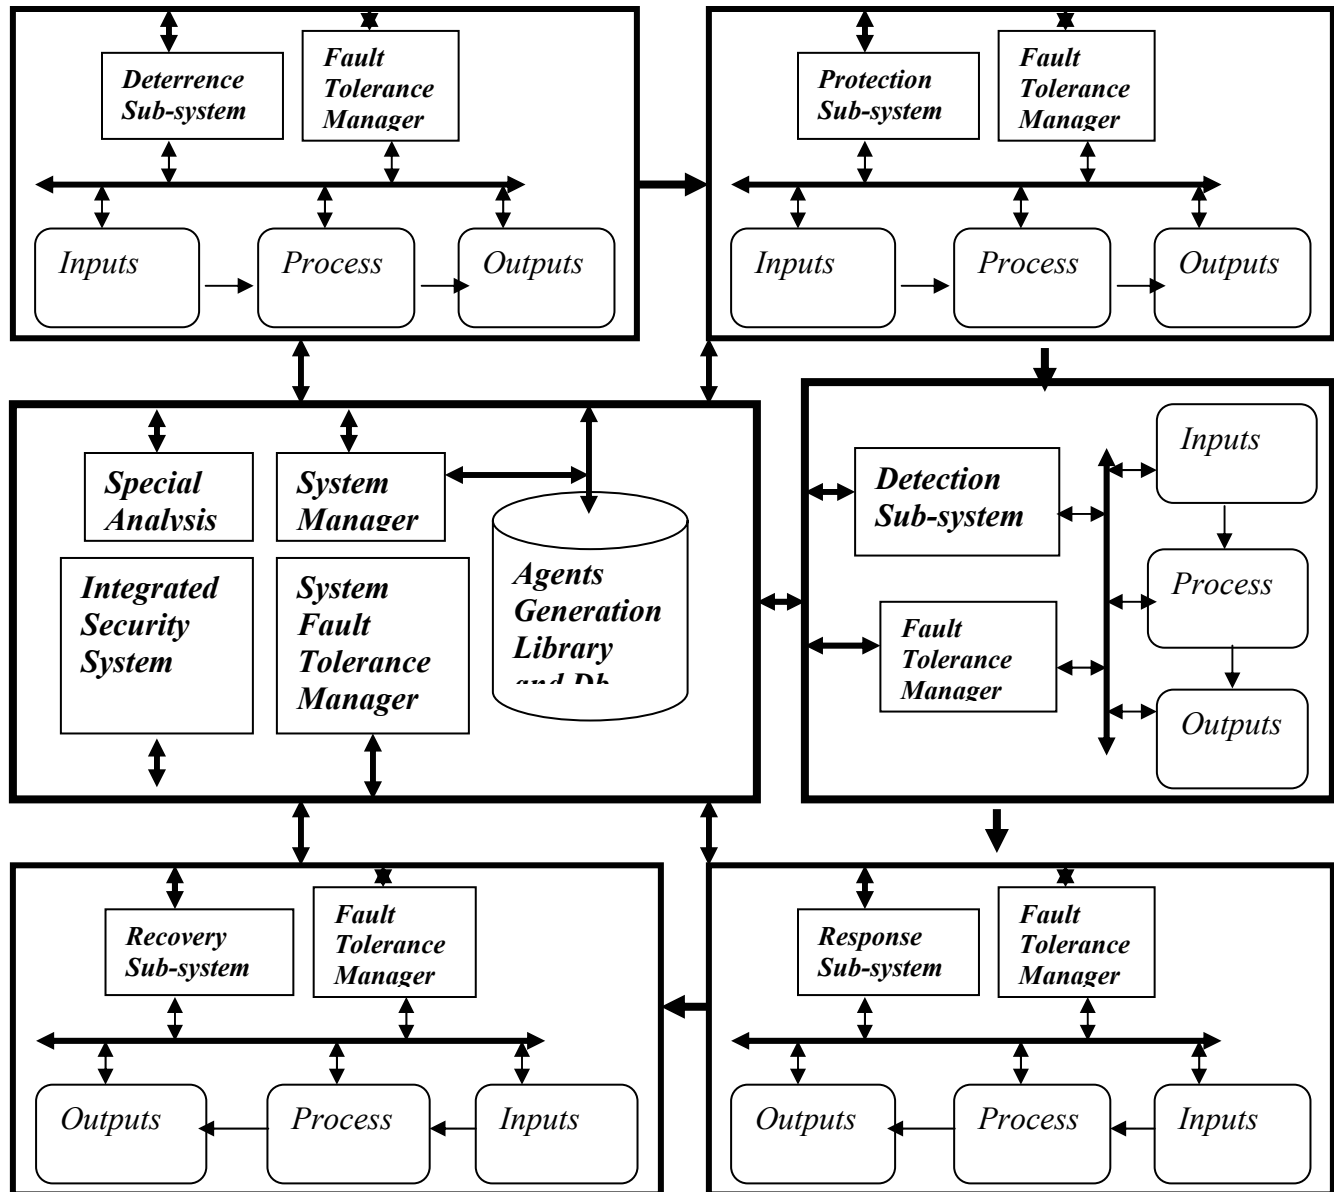 Deterrence
Sub-system
Fault
Tolerance
Manager
Inputs
Process
Outputs
Protection
Sub-system
Fault
Tolerance
Manager
Inputs
Process
Outputs
Special
Analysis
System
Manager
Integrated
Security
System
System
Fault
Tolerance
Manager
Agents
Generation
Library
and Db
Detection
Sub-system
Fault
Tolerance
Manager
Inputs
Process
Outputs
Recovery
Sub-system
Fault
Tolerance
Manager
Outputs
Process
Inputs
Response
Sub-system
Fault
Tolerance
Manager
Outputs
Process
Inputs